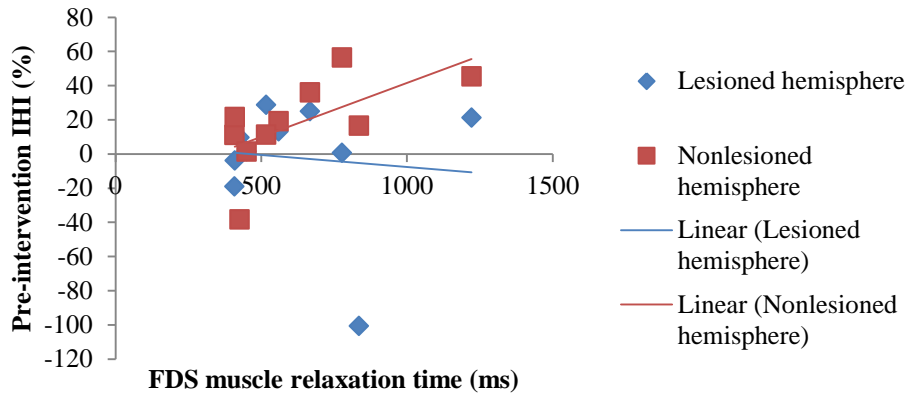 80
60
40
20
0
-20
-40
-60
-80
-100
-120
0
500
1000
1500
Pre-intervention IHI (%)
FDS muscle relaxation time (ms)
Lesioned hemisphere
Nonlesioned
hemisphere
Linear (Lesioned
hemisphere)
Linear (Nonlesioned
hemisphere)